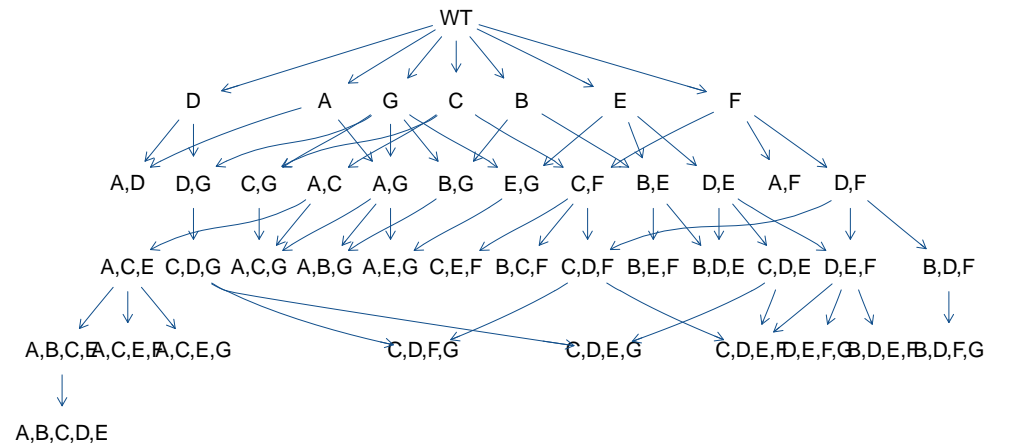 WT
D A G C B E F
A,D D,G C,G A,C A,G B,G E,G C,F B,E D,E A,F D,F
A,C,E C,D,G A,C,G A,B,G A,E,G C,E,F B,C,F C,D,F B,E,F B,D,E C,D,E D,E,F B,D,F
A,B,C,E A,C,E,F A,C,E,G C,D,F,G C,D,E,G C,D,E,F D,E,F,G B,D,E,F B,D,F,G
A,B,C,D,E